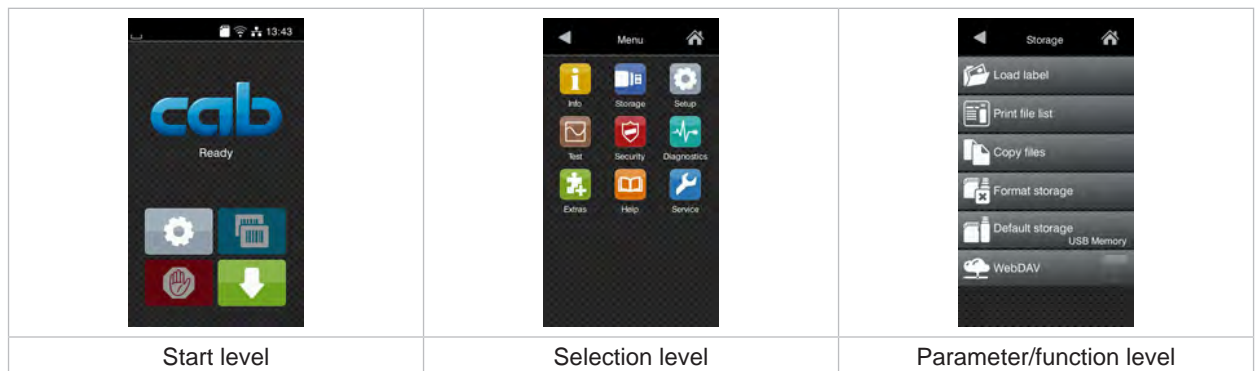 13:43
cab
Ready
Menu
Info Storage Setup
Test Security Diagnostics
Extras Help Service
Storage
Load label
Print file list
Copy files
Format storage
Default storage
USB Memory
WebDAV
Start level Selection level Parameter/function level